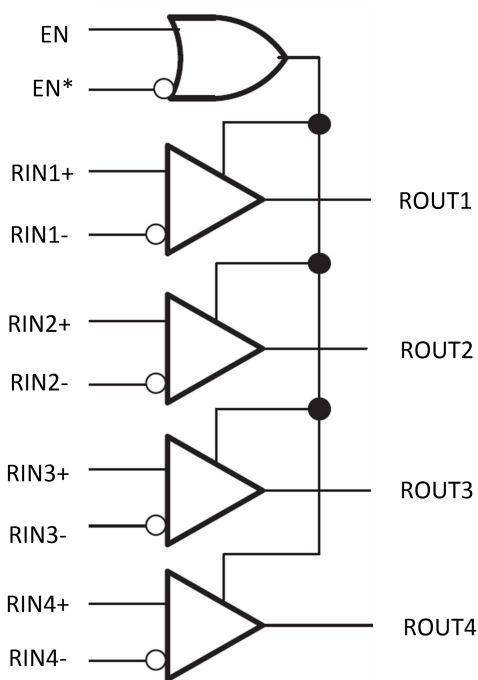 EN
EN*
RIN1+
RIN1-
ROUT1
RIN2+
RIN2-
ROUT2
RIN3+
RIN3-
ROUT3
RIN4+
RIN4-
ROUT4